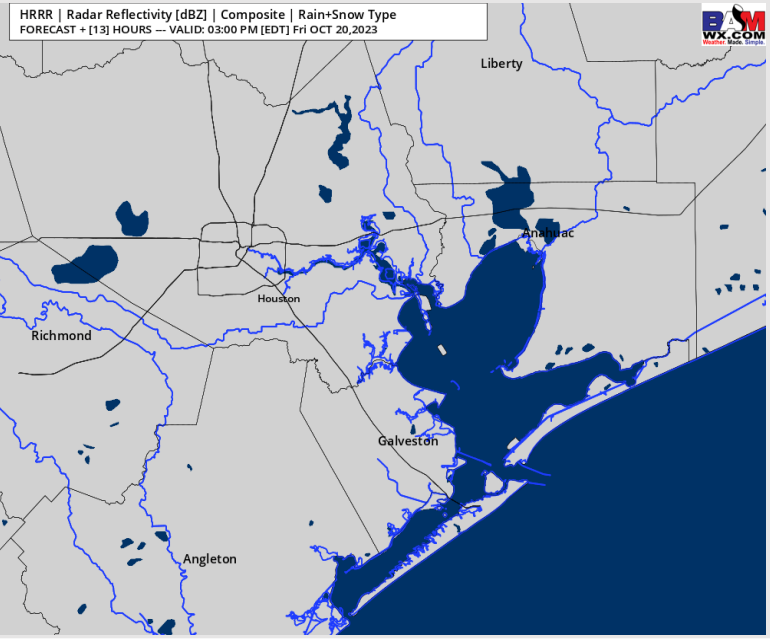 HRRR | Radar Reflectivity [dBZ] | Composite | Rain+Snow Type
FORECAST + [13] HOURS --- VALID: 03:00 PM [EDT] Fri OCT 20,2023
BAM
WX.COM
Weather. Made. Simple.
Liberty
Anahuac
Houston
Richmond
Galveston
Angleton